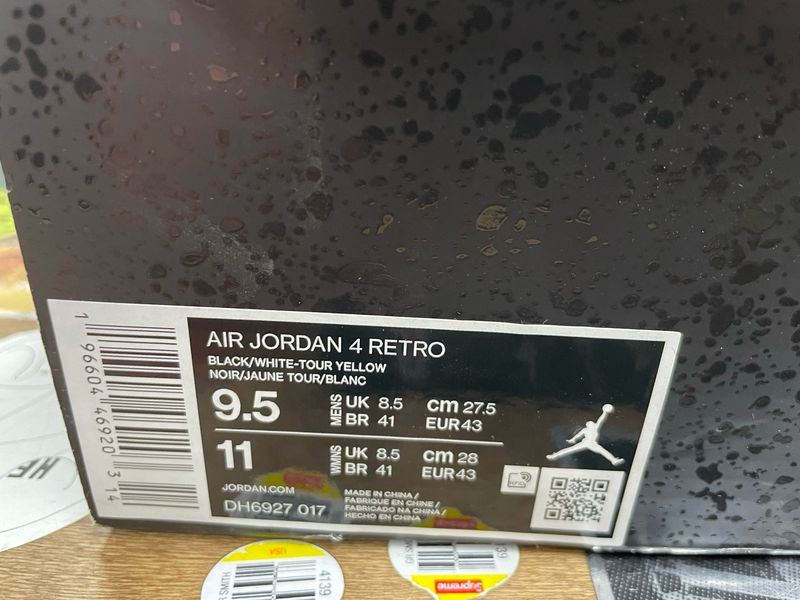 AIR JORDAN 4 RETRO
BLACK/WHITE-TOUR YELLOW
NOIR/JAUNE TOUR/BLANC
9.5 MENS UK 8.5 cm 27.5
BR 41 EUR 43
11 WMNS UK 8.5 cm 28
BR 41 EUR 43
JORDAN.COM
DH6927 017
MADE IN CHINA /
FABRIQUE EN CHINE /
FABRICADO NA CHINA /
HECHO EN CHINA
1 96604 46920 3 14
HF
USA
4139
Supreme